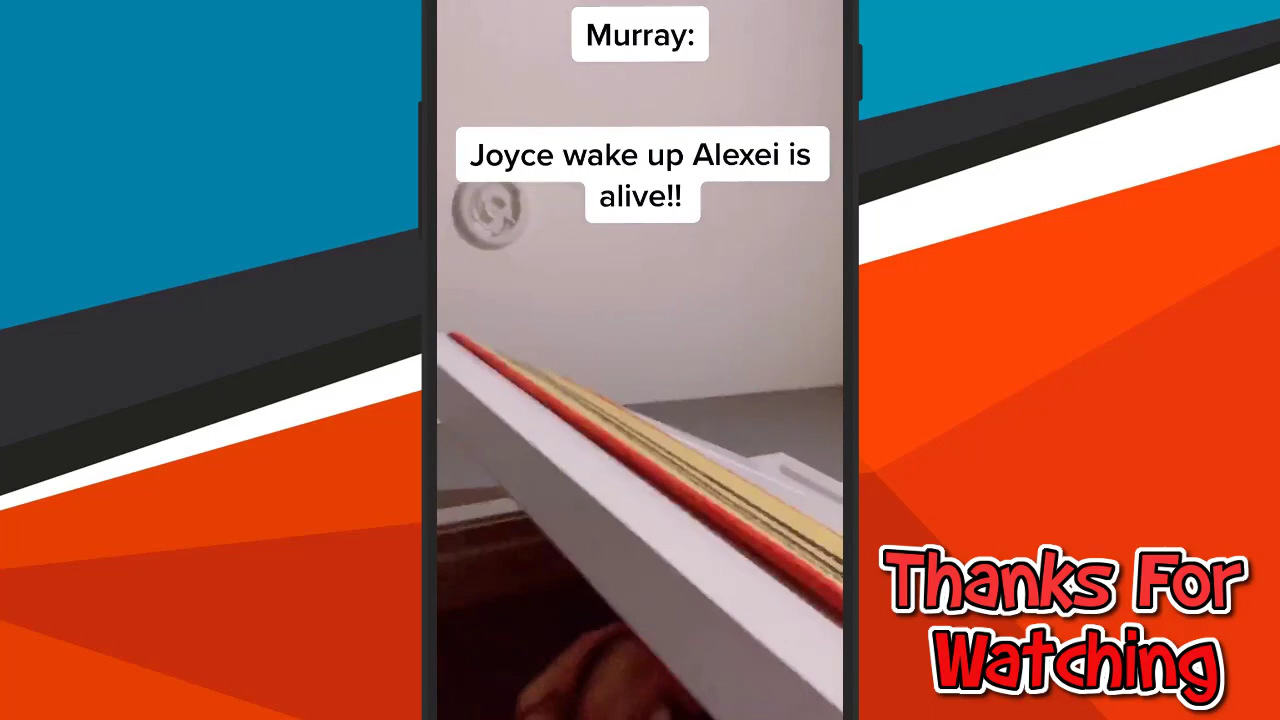 Murray:
Joyce wake up Alexei is
alive!!
Thanks For
Watching